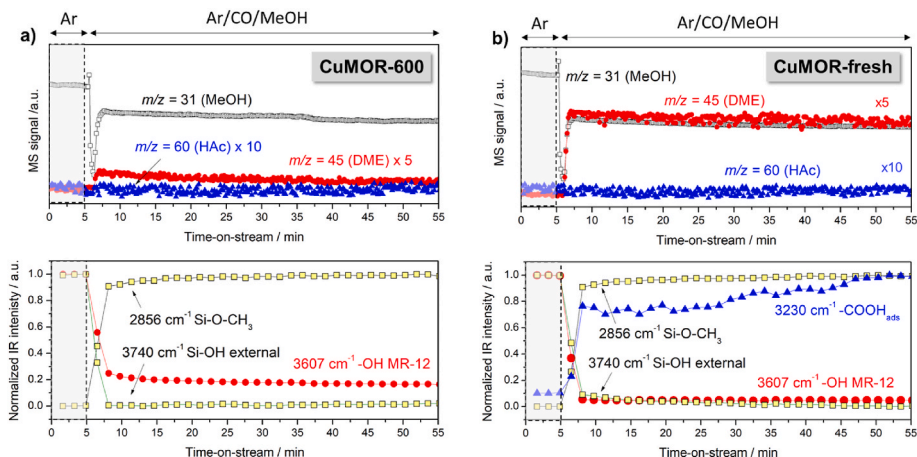 Ar
Ar/CO/MeOH
a)
CuMOR-600
m/z = 31 (MeOH)
m/z = 60 (HAc) x 10
m/z = 45 (DME) x 5
MS signal / a.u.
0 5 10 15 20 25 30 35 40 45 50 55
Time-on-stream / min
1.0
0.8
0.6
0.4
0.2
0.0
Normalized IR intenisity / a.u.
2856 cm⁻¹ Si-O-CH₃
3740 cm⁻¹ Si-OH external
3607 cm⁻¹-OH MR-12
0 5 10 15 20 25 30 35 40 45 50 55
Time-on-stream / min
Ar
Ar/CO/MeOH
b)
CuMOR-fresh
m/z = 31 (MeOH)
m/z = 45 (DME)
x5
m/z = 60 (HAc)
x10
MS signal / a.u.
0 5 10 15 20 25 30 35 40 45 50 55
Time-on-stream / min
1.0
0.8
0.6
0.4
0.2
0.0
Normalized IR intensity / a.u.
3230 cm⁻¹ -COOHads
2856 cm⁻¹ Si-O-CH₃
3740 cm⁻¹ Si-OH external
3607 cm⁻¹-OH MR-12
0 5 10 15 20 25 30 35 40 45 50 55
Time-on-stream / min